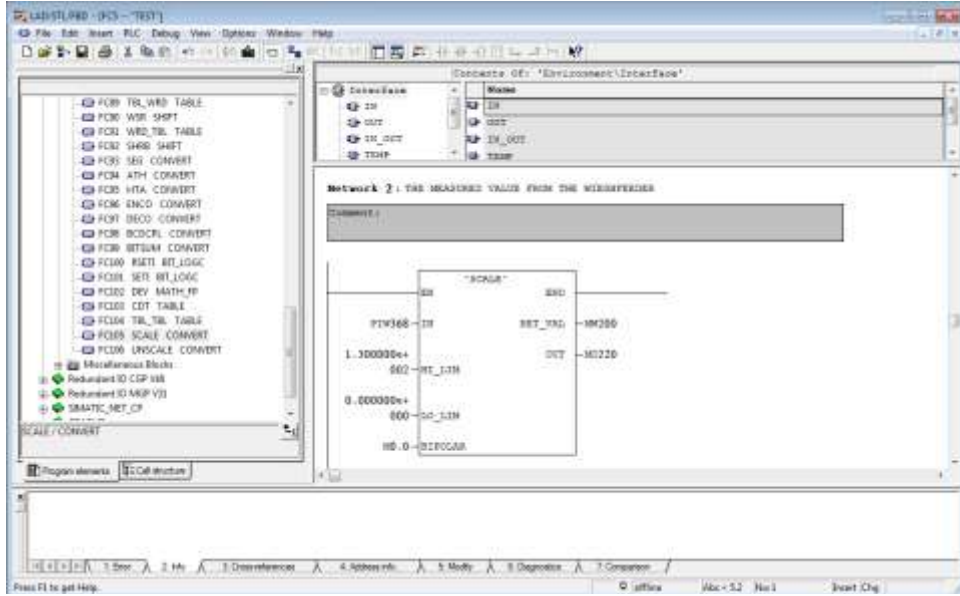 LAD/STL/FBD - [FC5 -- "TEST"]
File Edit Insert PLC Debug View Options Window Help
Contents Of: 'Environment\Interface'
Interface
IN
OUT
IN_OUT
TEMP
Name
IN
OUT
IN_OUT
TEMP
FC89 TBL_WRD TABLE
FC90 WSR SHIFT
FC91 WRD_TBL TABLE
FC92 SHRB SHIFT
FC93 SEG CONVERT
FC94 ATH CONVERT
FC95 HTA CONVERT
FC96 ENCO CONVERT
FC97 DECO CONVERT
FC98 BCDCPL CONVERT
FC99 BITSUM CONVERT
FC100 RSETI BIT_LOGC
FC101 SETI BIT_LOGC
FC102 DEV MATH_FP
FC103 CDT TABLE
FC104 TBL_TBL TABLE
FC105 SCALE CONVERT
FC106 UNSCALE CONVERT
Miscellaneous Blocks
Redundant IO CGP V40
Redundant IO MGP V31
SIMATIC_NET_CP
SCALE / CONVERT
Program elements
Call structure
Network 2: THE MEASURED VALUE FROM THE WEIGHFEEDER
Comment:
"SCALE"
EN ENO
PIW368 IN RET_VAL MW200
1.300000e+
002 HI_LIM OUT MD220
0.000000e+
000 LO_LIM
M0.0 BIPOLAR
1: Error 2: Info 3: Cross-references 4: Address info. 5: Modify 6: Diagnostics 7: Comparison
Press F1 to get Help.
offline Abs < 5.2 Nw 1 Insert Chg